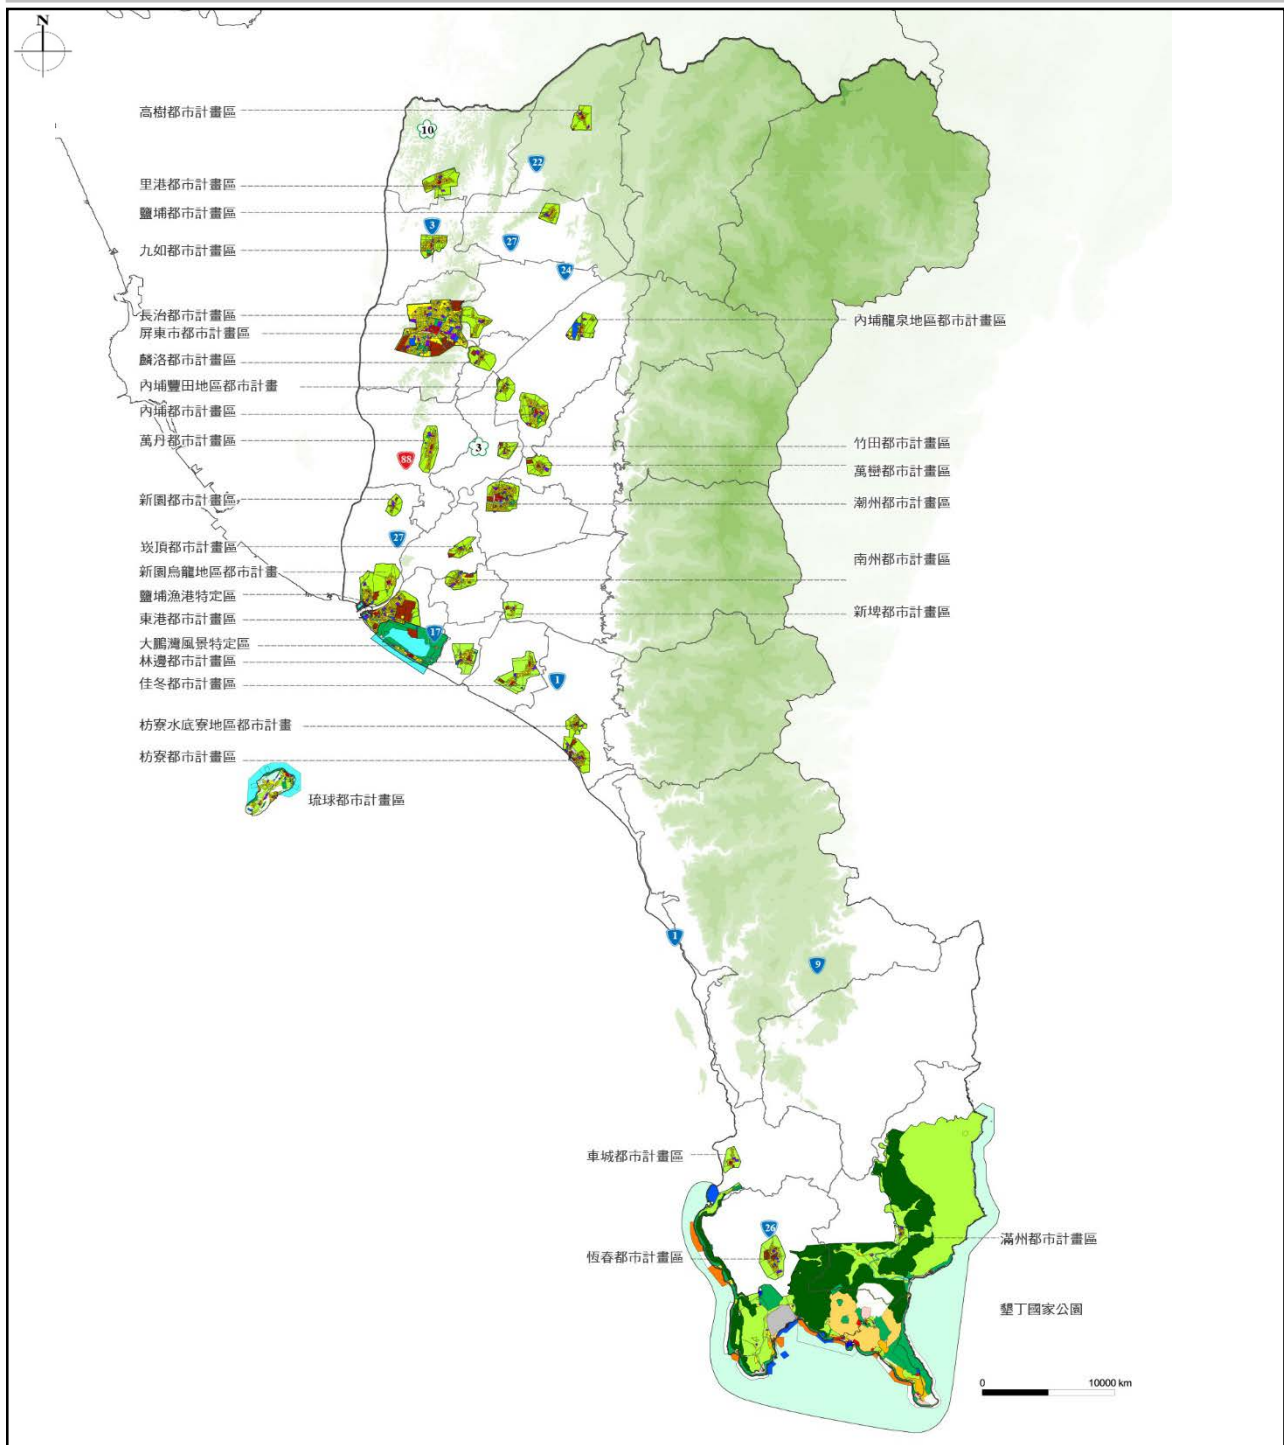 N
高樹都市計畫區
10
22
里港都市計畫區
鹽埔都市計畫區
3
27
九如都市計畫區
24
長治都市計畫區
內埔龍泉地區都市計畫區
屏東市都市計畫區
麟洛都市計畫區
內埔豐田地區都市計畫
內埔都市計畫區
萬丹都市計畫區
3
竹田都市計畫區
88
萬巒都市計畫區
新園都市計畫區
潮州都市計畫區
27
崁頂都市計畫區
南州都市計畫區
新園烏龍地區都市計畫
鹽埔漁港特定區
東港都市計畫區
新埤都市計畫區
17
大鵬灣風景特定區
林邊都市計畫區
佳冬都市計畫區
1
枋寮水底寮地區都市計畫
枋寮都市計畫區
琉球都市計畫區
1
9
車城都市計畫區
26
滿州都市計畫區
恆春都市計畫區
墾丁國家公園
0 10000 km